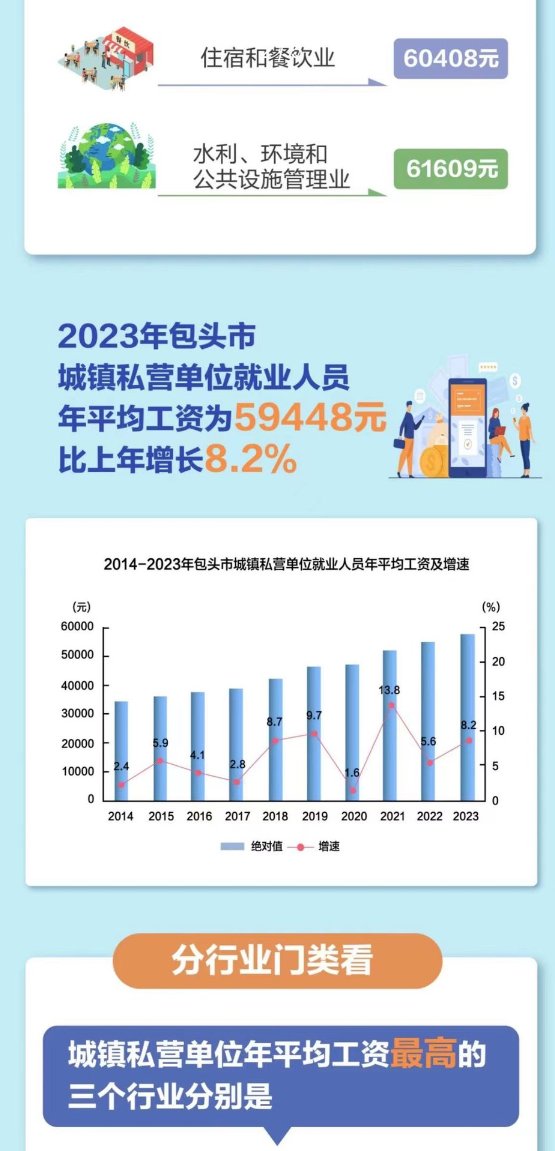 餐饮
住宿和餐饮业
60408元
水利、环境和
公共设施管理业
61609元
2023年包头市
城镇私营单位就业人员
年平均工资为59448元
比上年增长8.2%
2014-2023年包头市城镇私营单位就业人员年平均工资及增速
(元)
(%)
60000
50000
40000
30000
20000
10000
0
25
20
15
10
5
0
2.4
5.9
4.1
2.8
8.7
9.7
1.6
13.8
5.6
8.2
2014 2015 2016 2017 2018 2019 2020 2021 2022 2023
绝对值 增速
分行业门类看
城镇私营单位年平均工资最高的
三个行业分别是